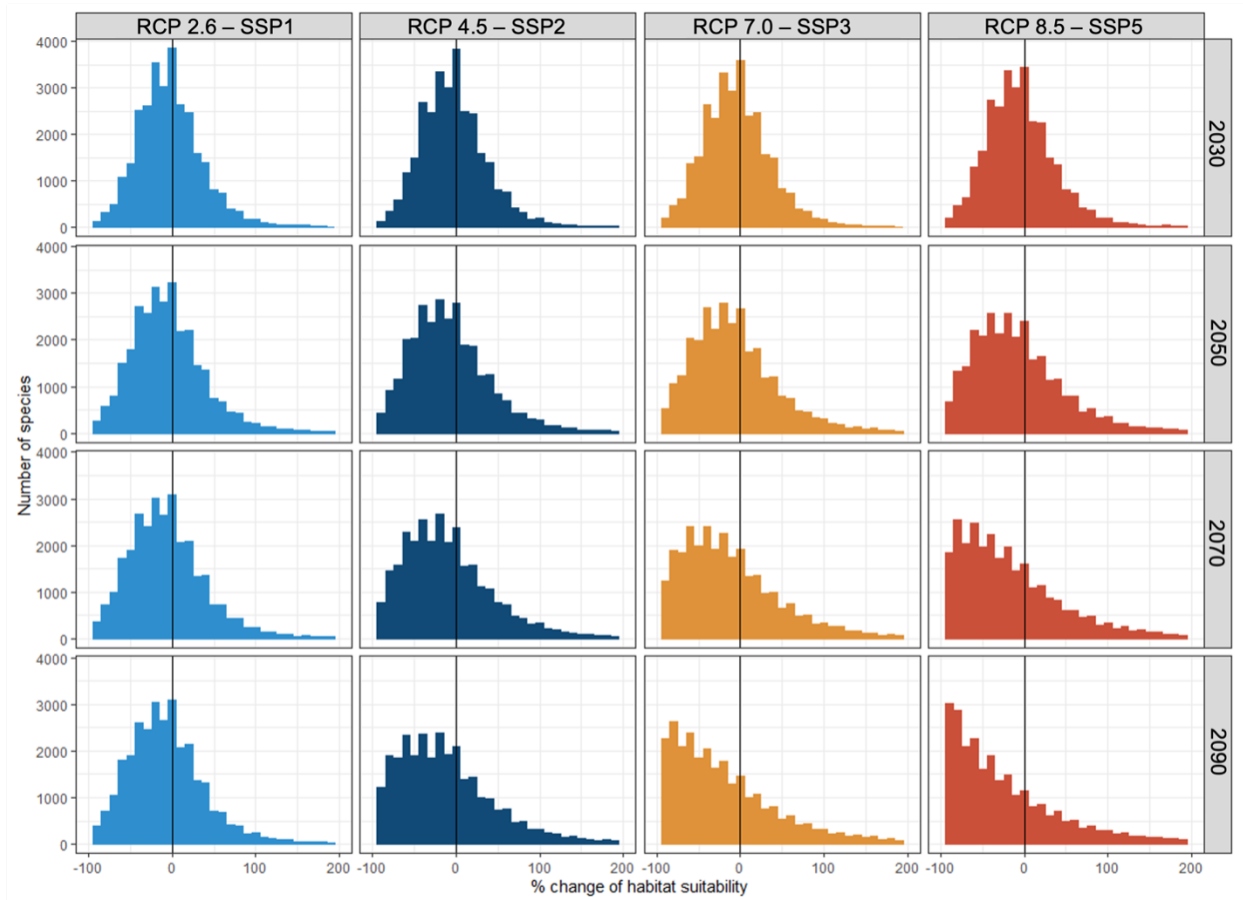 RCP 2.6 – SSP1
RCP 4.5 – SSP2
RCP 7.0 – SSP3
RCP 8.5 – SSP5
4000
3000
2000
1000
0
2030
4000
3000
2000
1000
0
2050
4000
3000
2000
1000
0
2070
4000
3000
2000
1000
0
2090
Number of species
-100 0 100 200
-100 0 100 200
-100 0 100 200
-100 0 100 200
% change of habitat suitability